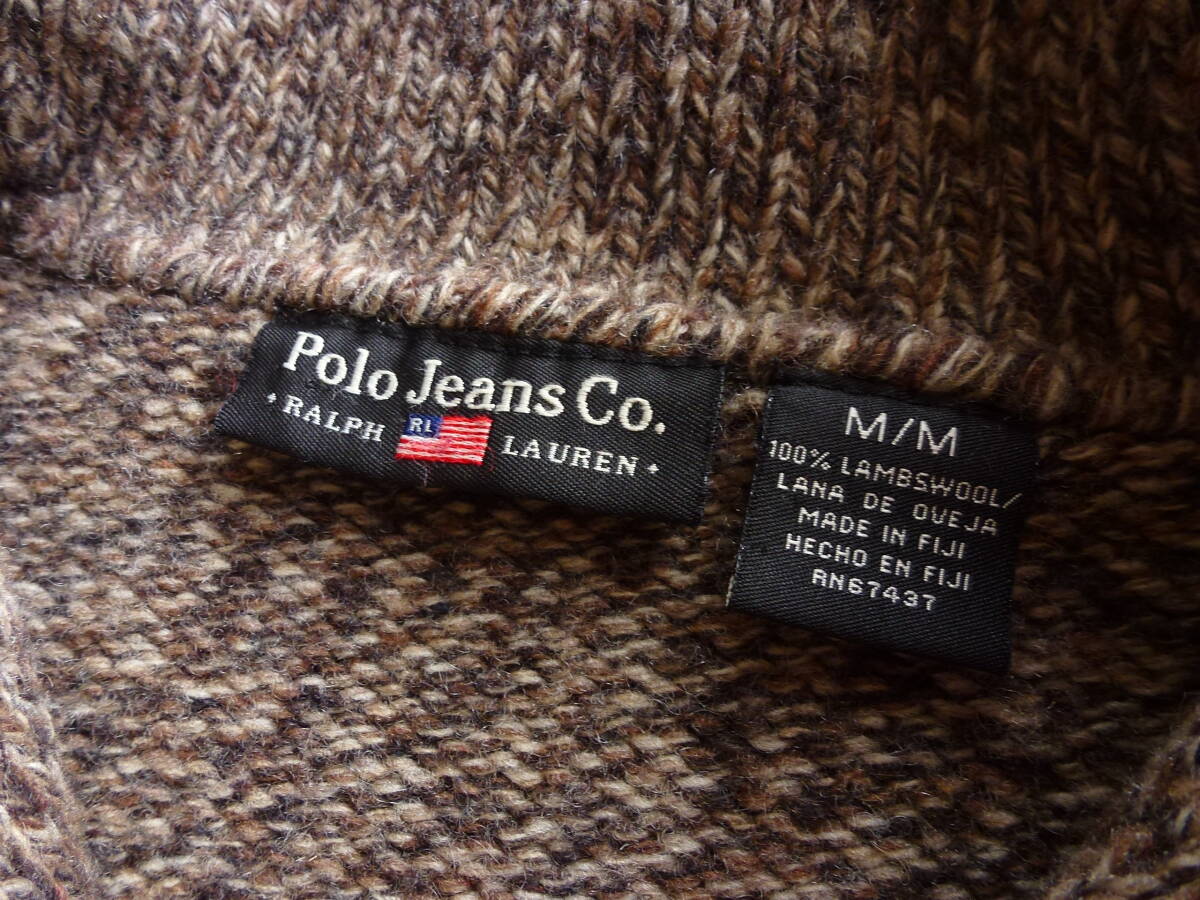 Polo Jeans Co.
RALPH RL LAUREN
M/M
100% LAMBSWOOL/
LANA DE OVEJA
MADE IN FIJI
HECHO EN FIJI
RN67437